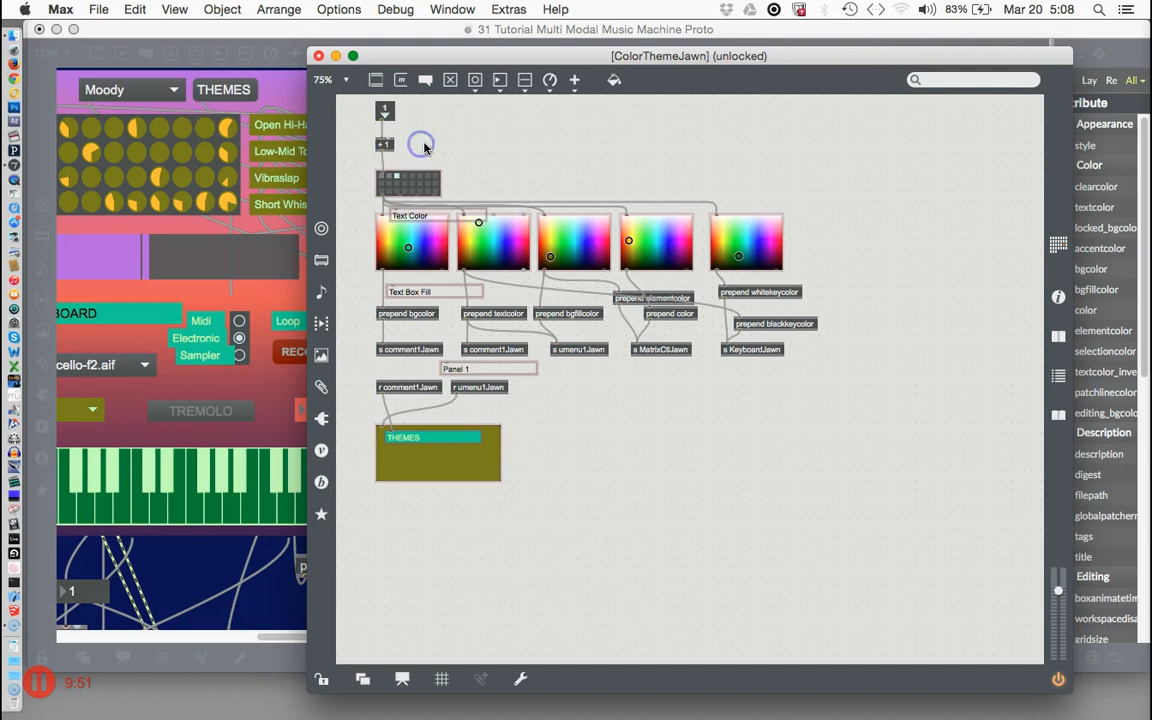 Max File Edit View Object Arrange Options Debug Window Extras Help
83% Mar 20 5:08
31 Tutorial Multi Modal Music Machine Proto
[ColorThemeJawn] (unlocked)
75%
Moody
THEMES
Open Hi-H
Low-Mid To
Vibraslap
Short Whis
BOARD
Midi
Electronic
Sampler
Loop
REC
cello-f2.aif
TREMOLO
1
9:51
1
+ 1
Text Color
Text Box Fill
prepend elementcolor
prepend whitekeycolor
prepend bgcolor
prepend textcolor
prepend bgfillcolor
prepend color
prepend blackkeycolor
s comment1Jawn
s comment1Jawn
s umenu1Jawn
s MatrixCtlJawn
s KeyboardJawn
Panel 1
r comment1Jawn
r umenu1Jawn
THEMES
Lay Re All
tribute
Appearance
style
Color
clearcolor
textcolor
locked_bgcolo
accentcolor
bgcolor
bgfillcolor
color
elementcolor
selectioncolor
textcolor_inve
patchlinecolor
editing_bgcolo
Description
description
digest
filepath
globalpatchern
tags
title
Editing
boxanimatetim
workspacedisa
gridsize